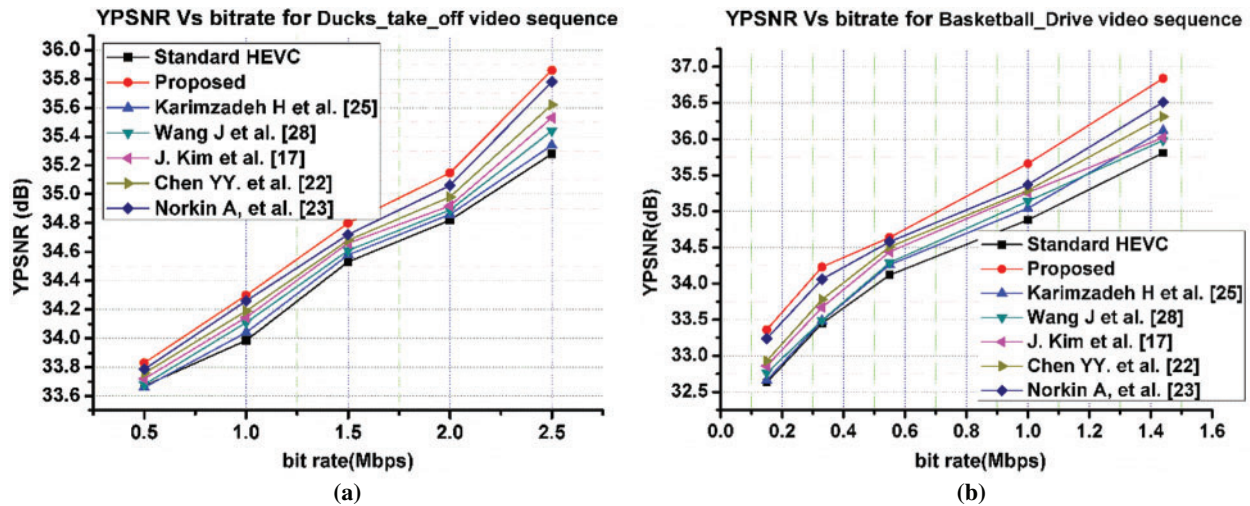 YPSNR Vs bitrate for Ducks_take_off video sequence
36.0
35.8
35.6
35.4
35.2
35.0
34.8
34.6
34.4
34.2
34.0
33.8
33.6
YPSNR (dB)
Standard HEVC
Proposed
Karimzadeh H et al. [25]
Wang J et al. [28]
J. Kim et al. [17]
Chen YY. et al. [22]
Norkin A, et al. [23]
0.5 1.0 1.5 2.0 2.5
bit rate(Mbps)
(a)
YPSNR Vs bitrate for Basketball_Drive video sequence
37.0
36.5
36.0
35.5
35.0
34.5
34.0
33.5
33.0
32.5
YPSNR(dB)
Standard HEVC
Proposed
Karimzadeh H et al. [25]
Wang J et al. [28]
J. Kim et al. [17]
Chen YY. et al. [22]
Norkin A, et al. [23]
0.0 0.2 0.4 0.6 0.8 1.0 1.2 1.4 1.6
bit rate(Mbps)
(b)